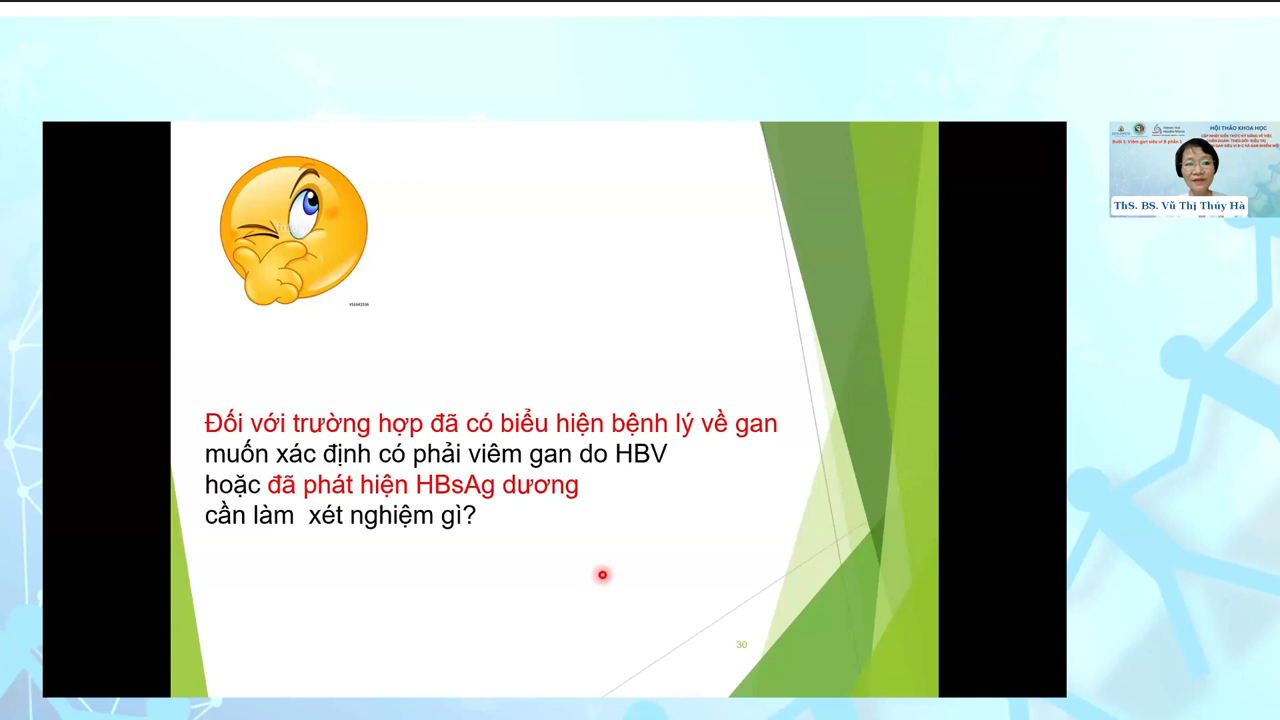 HỘI THẢO KHOA HỌC
ThS. BS. Vũ Thị Thúy Hà
Đối với trường hợp đã có biểu hiện bệnh lý về gan
muốn xác định có phải viêm gan do HBV
hoặc đã phát hiện HBsAg dương
cần làm xét nghiệm gì?
30